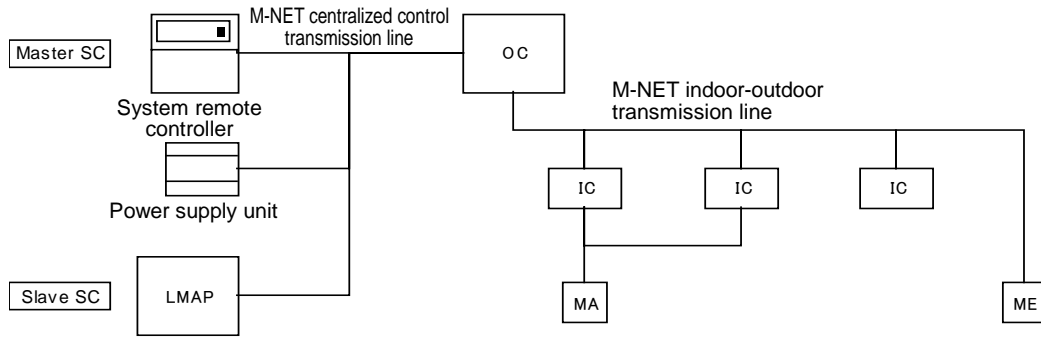 M-NET centralized control
transmission line
Master SC
OC
System remote
controller
M-NET indoor-outdoor
transmission line
IC
IC
IC
Power supply unit
Slave SC
LMAP
MA
ME